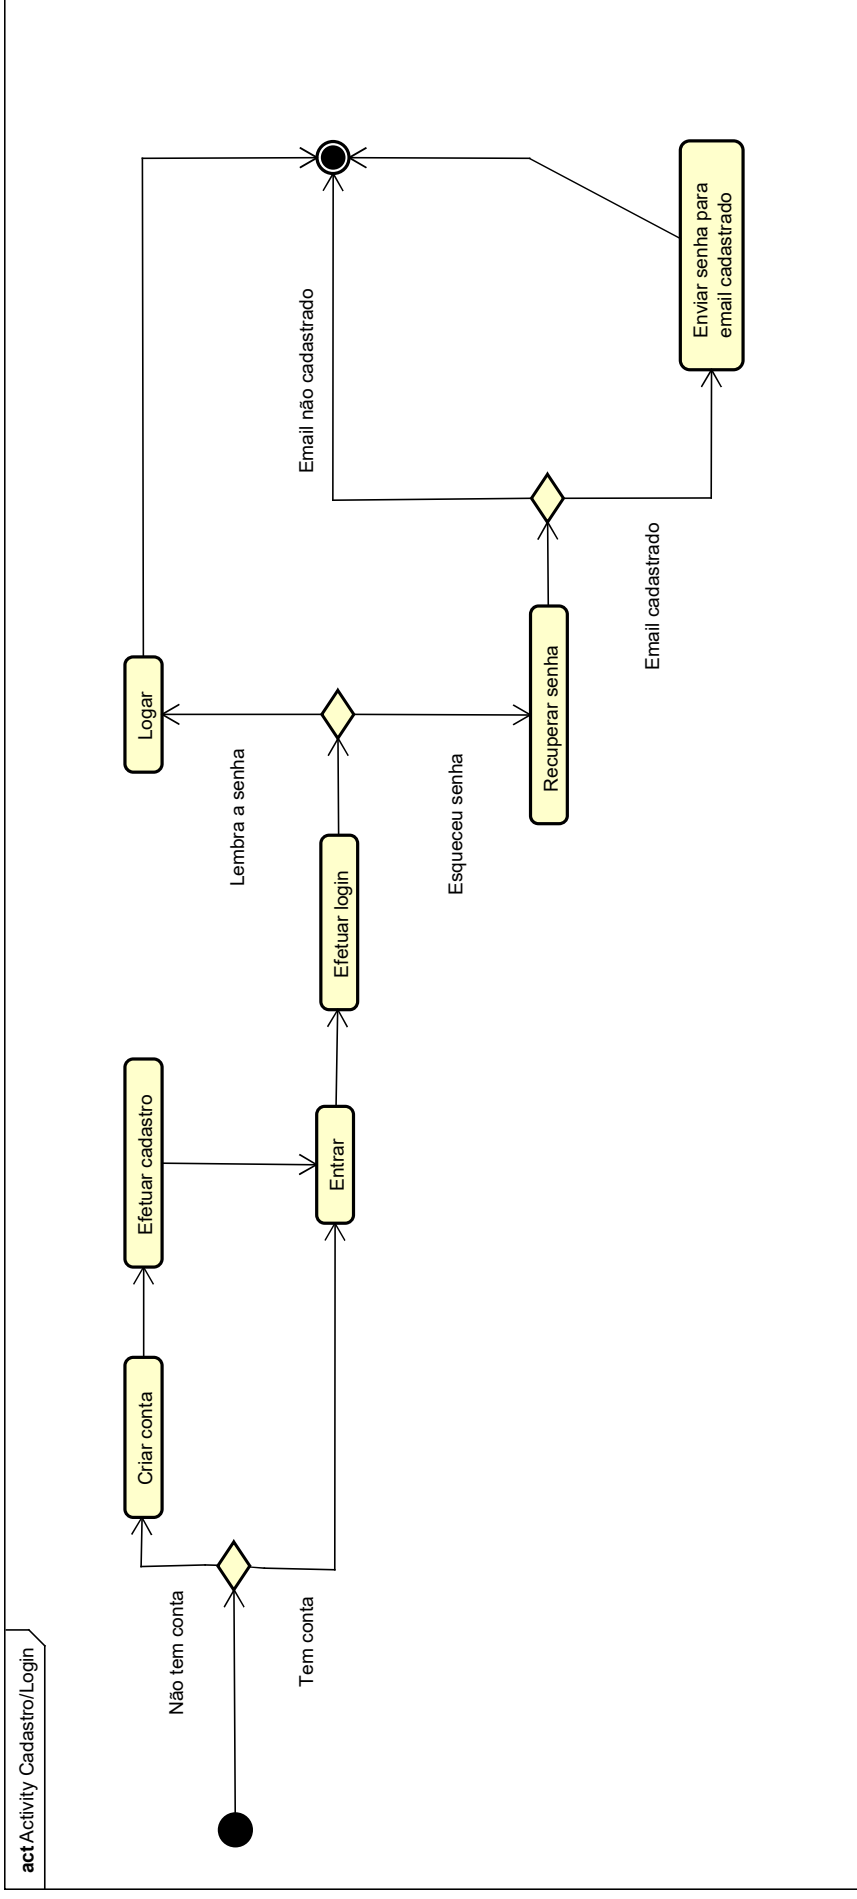 act Activity Cadastro/Login
Não tem conta
Tem conta
Criar conta
Efetuar cadastro
Entrar
Efetuar login
Lembra a senha
Esqueceu senha
Logar
Recuperar senha
Email não cadastrado
Email cadastrado
Enviar senha para
email cadastrado